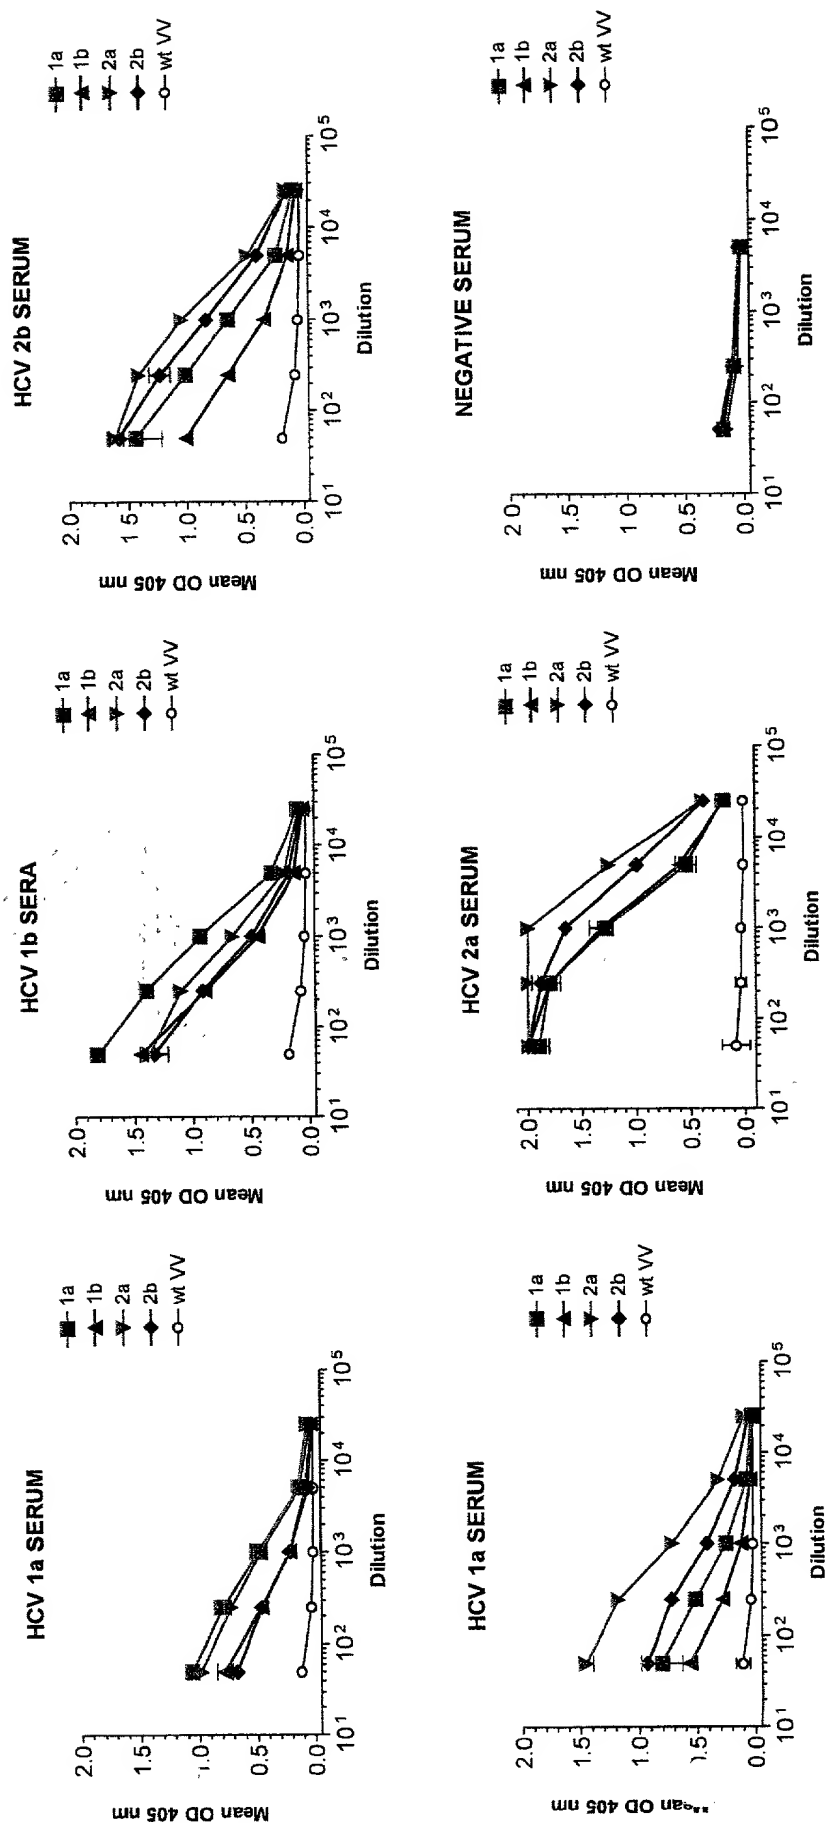 HCV 1a SERUM
Mean OD 405 nm
2.0
1.5
1.0
0.5
0.0
10¹
10²
10³
10⁴
10⁵
Dilution
1a
1b
2a
2b
wt VV
HCV 1b SERA
Mean OD 405 nm
2.0
1.5
1.0
0.5
0.0
10¹
10²
10³
10⁴
10⁵
Dilution
1a
1b
2a
2b
wt VV
HCV 2b SERUM
Mean OD 405 nm
2.0
1.5
1.0
0.5
0.0
10¹
10²
10³
10⁴
10⁵
Dilution
1a
1b
2a
2b
wt VV
HCV 1a SERUM
OD 405 nm
2.0
1.5
1.0
0.5
0.0
10¹
10²
10³
10⁴
10⁵
Dilution
1a
1b
2a
2b
wt VV
HCV 2a SERUM
Mean OD 405 nm
2.0
1.5
1.0
0.5
0.0
10¹
10²
10³
10⁴
10⁵
Dilution
1a
1b
2a
2b
wt VV
NEGATIVE SERUM
Mean OD 405 nm
2.0
1.5
1.0
0.5
0.0
10¹
10²
10³
10⁴
10⁵
Dilution
1a
1b
2a
2b
wt VV